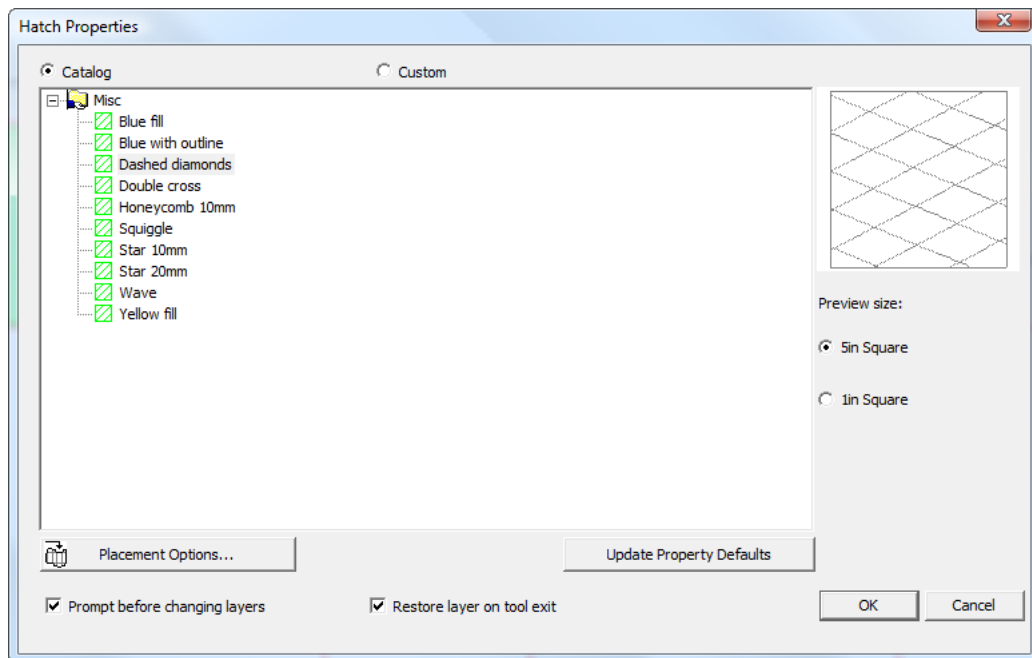 Hatch Properties
Catalog
Custom
Misc
Blue fill
Blue with outline
Dashed diamonds
Double cross
Honeycomb 10mm
Squiggle
Star 10mm
Star 20mm
Wave
Yellow fill
Preview size:
5in Square
1in Square
Placement Options...
Update Property Defaults
Prompt before changing layers
Restore layer on tool exit
OK
Cancel